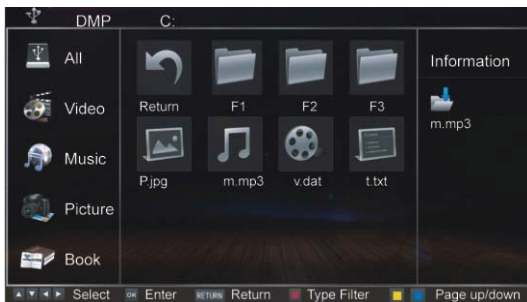 DMP C:
All
Video
Music
Picture
Book
Return F1 F2 F3
P.jpg m.mp3 v.dat t.txt
Information
m.mp3
Select OK Enter RETURN Return Type Filter Page up/down